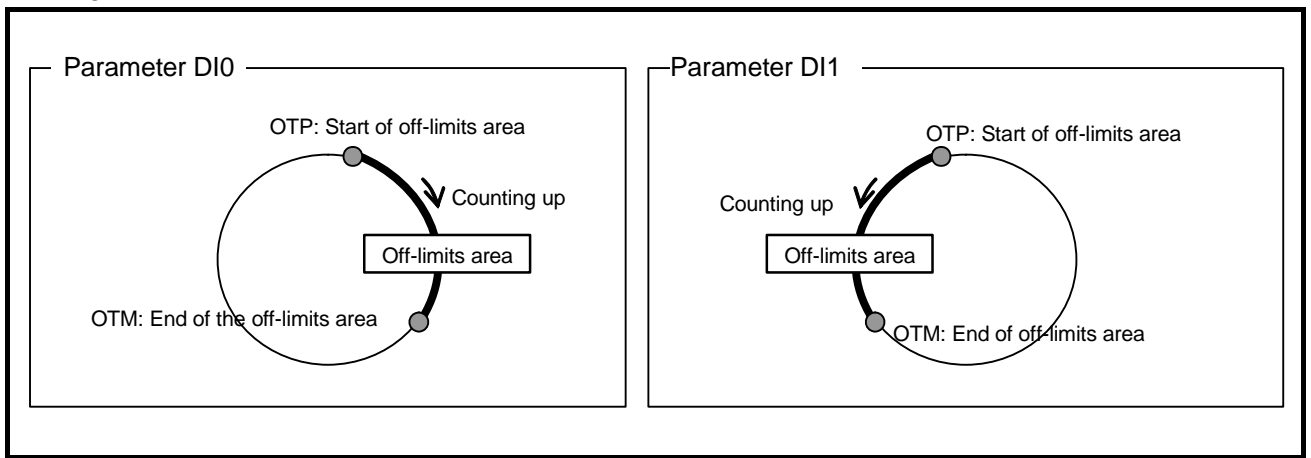 Parameter DI0
OTP: Start of off-limits area
Counting up
Off-limits area
OTM: End of the off-limits area
Parameter DI1
OTP: Start of off-limits area
Counting up
Off-limits area
OTM: End of off-limits area